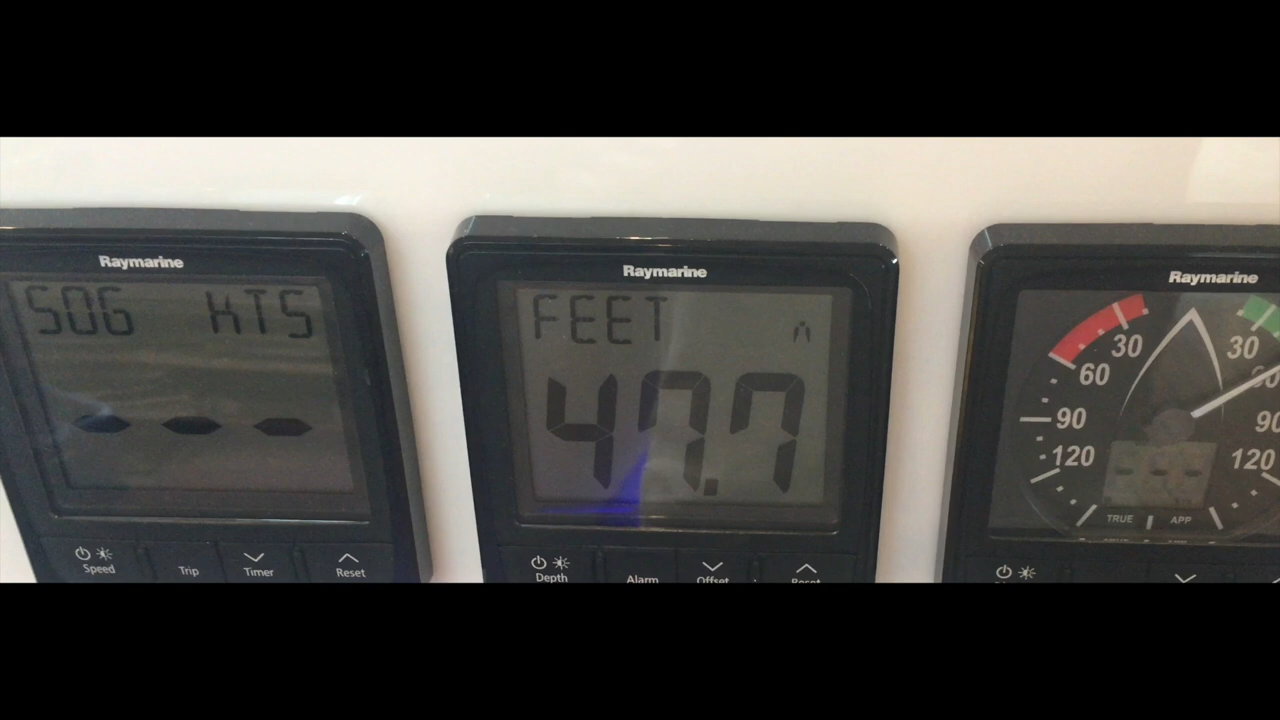 Raymarine
SOG KTS
---
Speed Trip Timer Reset
Raymarine
FEET
47.7
Depth Alarm Offset Reset
Raymarine
30 30
60 60
90 90
120 120
---
TRUE APP